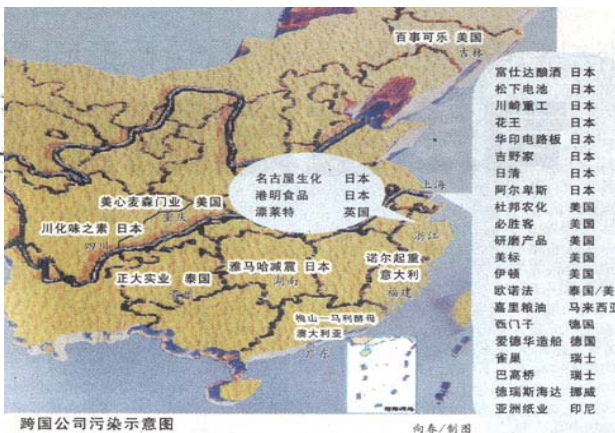 百事可乐 美国
吉林
富仕达酿酒 日本
松下电池 日本
川崎重工 日本
花王 日本
华印电路板 日本
吉野家 日本
日清 日本
阿尔卑斯 日本
杜邦农化 美国
必胜客 美国
研磨产品 美国
美标 美国
伊顿 美国
欧诺法 泰国/美
嘉里粮油 马来西亚
西门子 德国
爱德华造船 德国
雀巢 瑞士
巴高桥 瑞士
德瑞斯海达 挪威
亚洲纸业 印尼
上海
名古屋生化 日本
港明食品 日本
漂莱特 英国
浙江
美心麦森门业 美国
重庆
川化味之素 日本
四川
正大实业 泰国
雅马哈减震 日本
湖南
诺尔起重
意大利
福建
马利酵母
澳大利亚
广东
跨国公司污染示意图
向春/制图